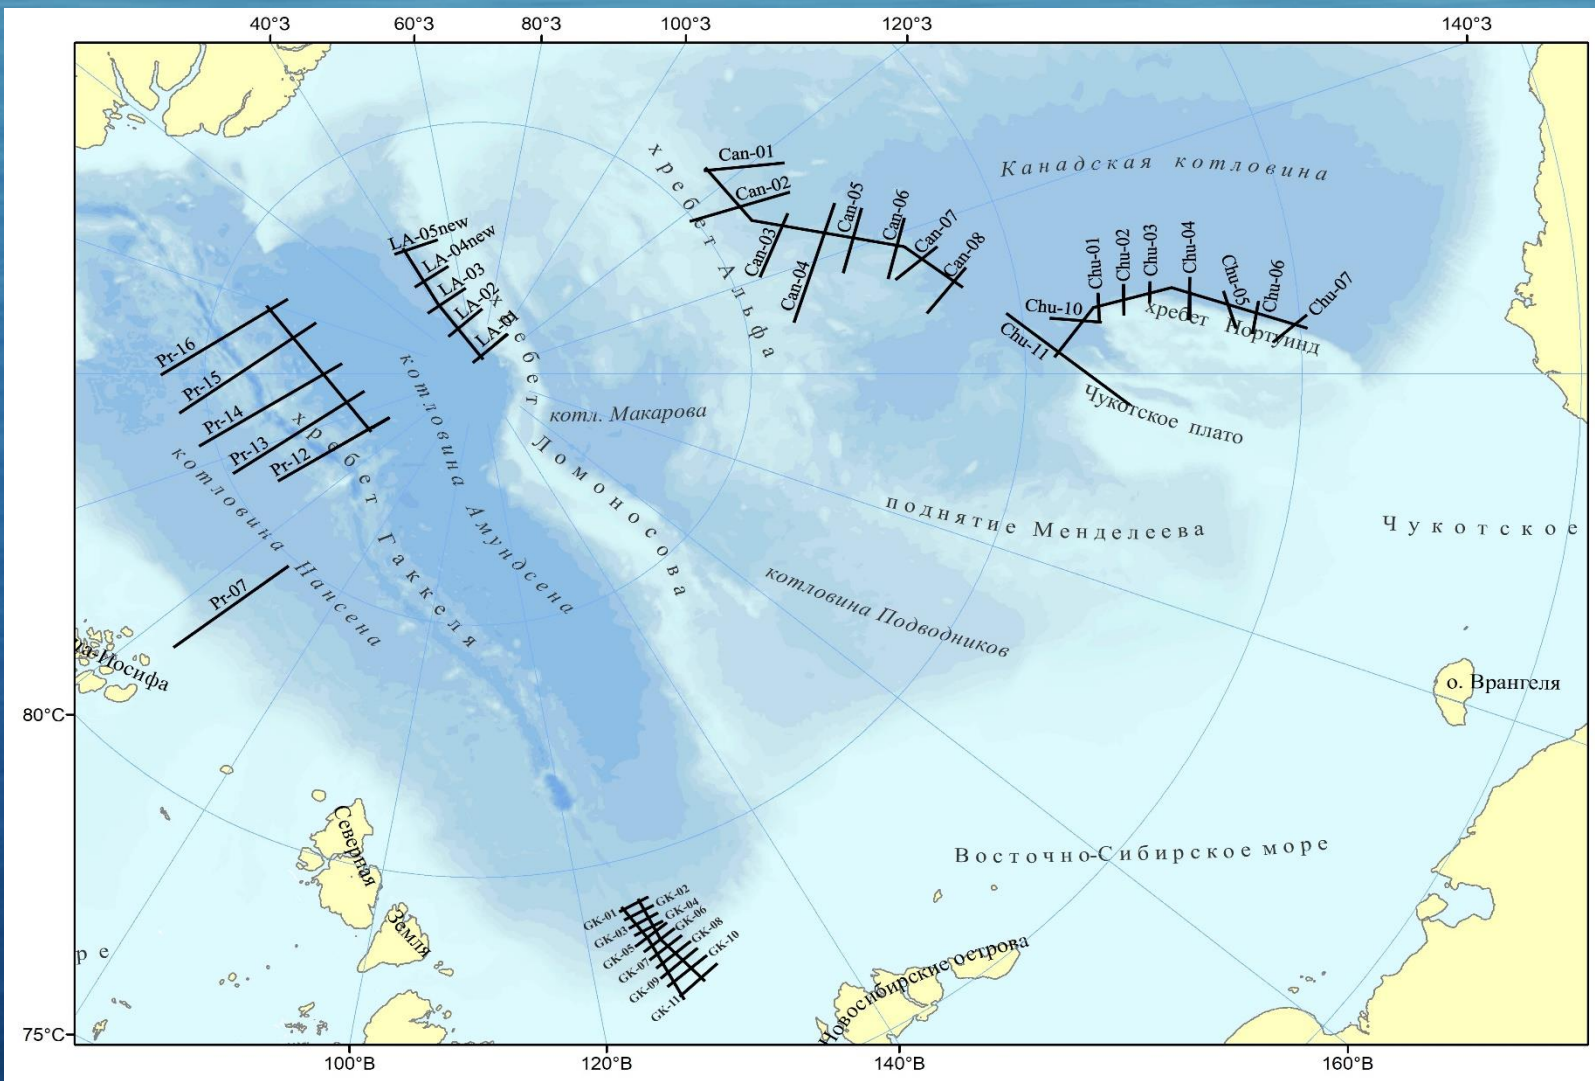 40°З 60°З 80°З 100°З 120°З 140°З
Can-01
Can-02
Can-03
Can-04
Can-05
Can-06
Can-07
Can-08
Канадская котловина
хребет Альфа
LA-05new
LA-04new
LA-03
LA-02
LA-01
Chu-01
Chu-02
Chu-03
Chu-04
Chu-05
Chu-06
Chu-07
Chu-10
Chu-11
хребет Нортуинд
Чукотское плато
Pr-16
Pr-15
Pr-14
Pr-13
Pr-12
Pr-07
хребет Гаккеля
котловина Нансена
котловина Амундсена
хребет Ломоносова
котл. Макарова
поднятие Менделеева
котловина Подводников
Чукотское
о. Врангеля
Восточно-Сибирское море
Новосибирские острова
ца-Иосифа
80°С
Северная
Земля
ре
GK-01
GK-02
GK-03
GK-04
GK-05
GK-06
GK-07
GK-08
GK-09
GK-10
GK-11
75°С
100°В 120°В 140°В 160°В